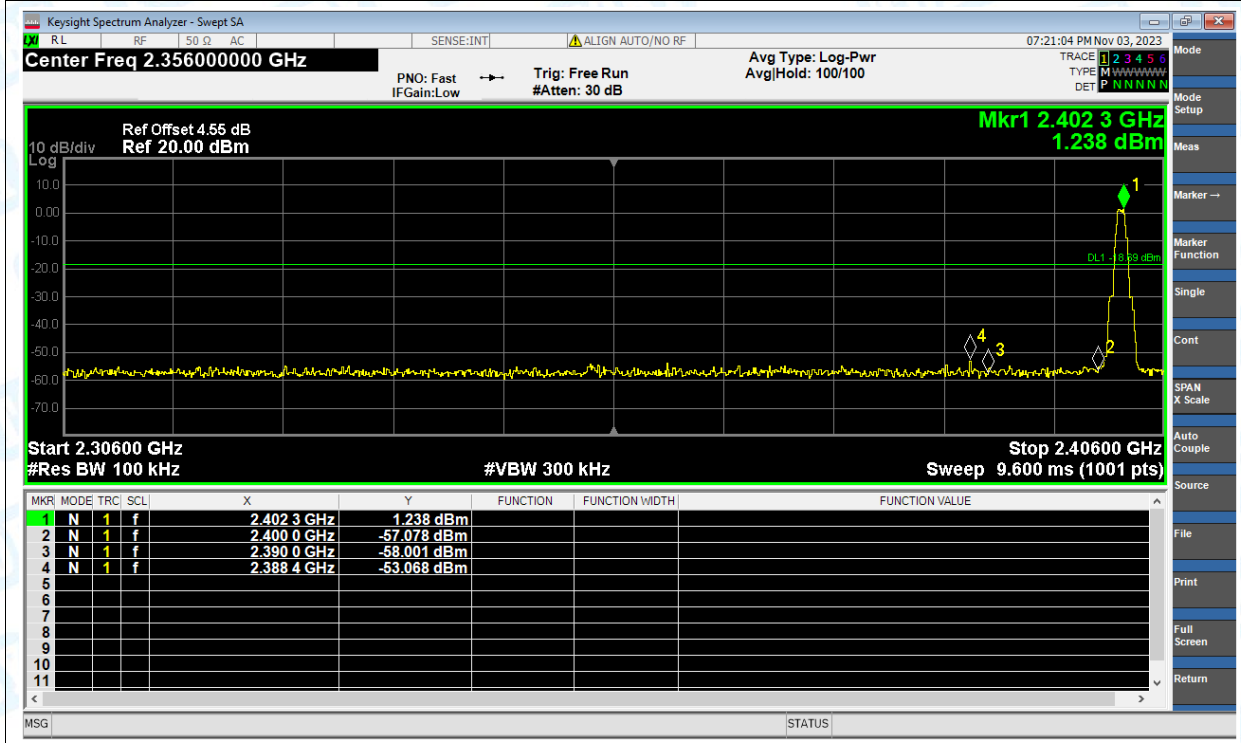 Keysight Spectrum Analyzer - Swept SA
LXI RL RF 50 Ω AC SENSE:INT ALIGN AUTO/NO RF 07:21:04 PM Nov 03, 2023
Center Freq 2.356000000 GHz
PNO: Fast
IFGain:Low
Trig: Free Run
#Atten: 30 dB
Avg Type: Log-Pwr
Avg|Hold: 100/100
TRACE 1 2 3 4 5 6
TYPE M WWWWW
DET P N N N N N
Ref Offset 4.55 dB
10 dB/div Ref 20.00 dBm
Log
Mkr1 2.402 3 GHz
1.238 dBm
10.0
0.00
-10.0
-20.0
-30.0
-40.0
-50.0
-60.0
-70.0
1
DL1 -18.69 dBm
4
3
2
Start 2.30600 GHz Stop 2.40600 GHz
#Res BW 100 kHz #VBW 300 kHz Sweep 9.600 ms (1001 pts)
MKR MODE TRC SCL X Y FUNCTION FUNCTION WIDTH FUNCTION VALUE
1 N 1 f 2.402 3 GHz 1.238 dBm
2 N 1 f 2.400 0 GHz -57.078 dBm
3 N 1 f 2.390 0 GHz -58.001 dBm
4 N 1 f 2.388 4 GHz -53.068 dBm
5
6
7
8
9
10
11
MSG STATUS
Mode
Mode
Setup
Meas
Marker →
Marker
Function
Single
Cont
SPAN
X Scale
Auto
Couple
Source
File
Print
Full
Screen
Return